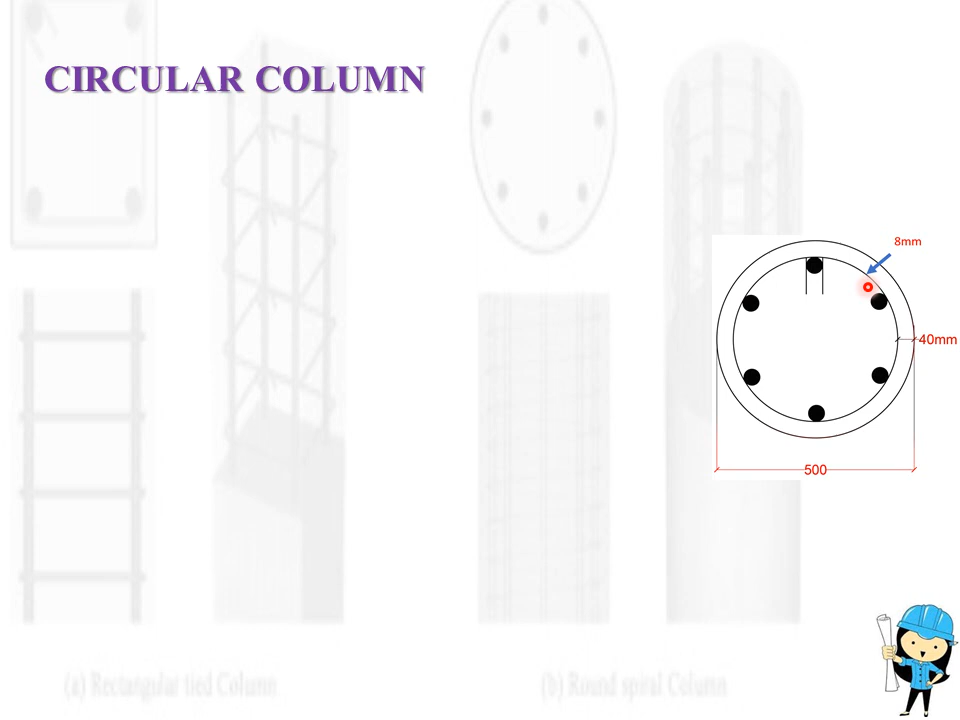 CIRCULAR COLUMN
8mm
40mm
500
(a) Rectangular tied Column
(b) Round spiral Column